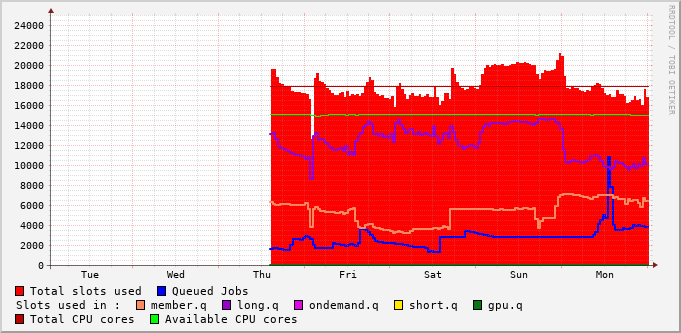 24000
22000
20000
18000
16000
14000
12000
10000
8000
6000
4000
2000
0
Tue Wed Thu Fri Sat Sun Mon
Total slots used Queued Jobs
Slots used in : member.q long.q ondemand.q short.q gpu.q
Total CPU cores Available CPU cores
RRDTOOL / TOBI OETIKER